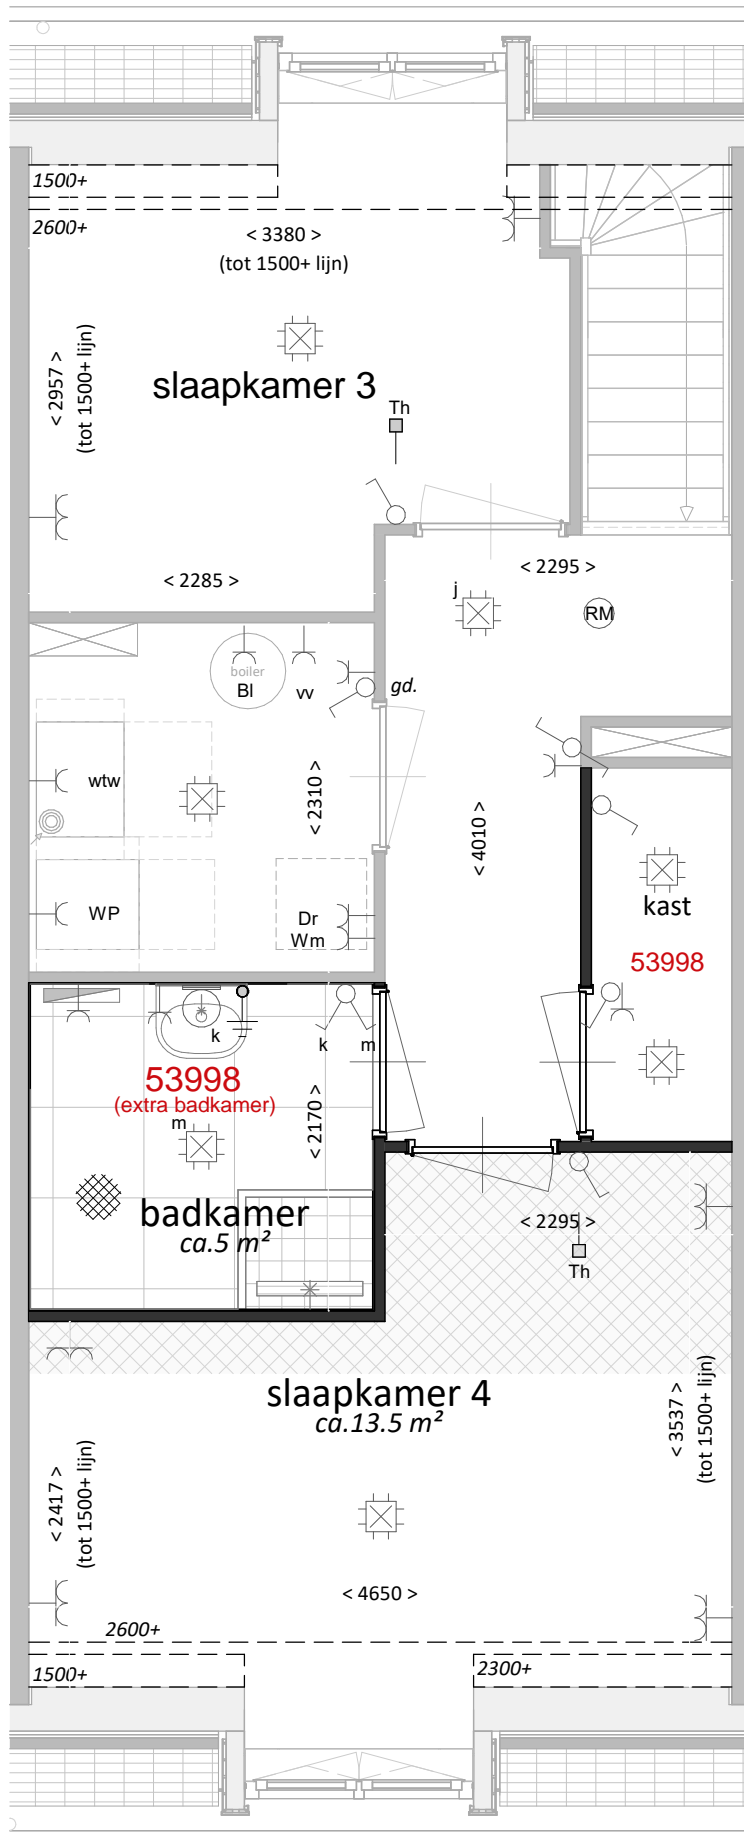 1500+
2600+
< 3380 >
(tot 1500+ lijn)
< 2957 >
(tot 1500+ lijn)
slaapkamer 3
Th
< 2285 >
< 2295 >
j
RM
boiler
Bl
vv
gd.
wtw
< 2310 >
< 4010 >
WP
Dr
Wm
kast
53998
k
k
m
53998
(extra badkamer)
m
< 2170 >
badkamer
ca.5 m²
< 2295 >
Th
slaapkamer 4
ca.13.5 m²
< 3537 >
(tot 1500+ lijn)
< 2417 >
(tot 1500+ lijn)
< 4650 >
2600+
1500+
2300+